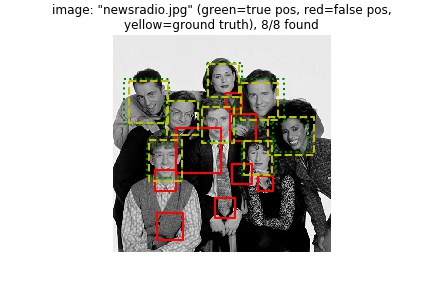 image: "newsradio.jpg" (green=true pos, red=false pos,
yellow=ground truth), 8/8 found